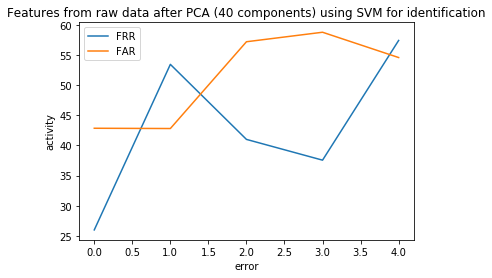 Features from raw data after PCA (40 components) using SVM for identification
FRR
FAR
60
55
50
45
40
35
30
25
activity
0.0 0.5 1.0 1.5 2.0 2.5 3.0 3.5 4.0
error